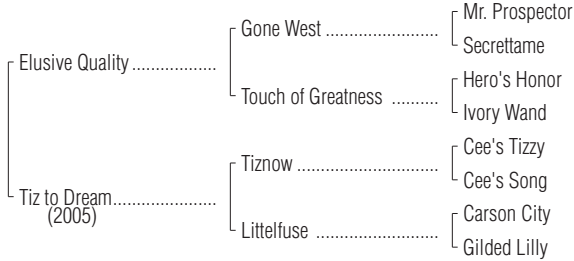 Mr. Prospector
Gone West ........................
Secrettame
Elusive Quality ..................
Hero's Honor
Touch of Greatness ..........
Ivory Wand
Cee's Tizzy
Tiznow ..............................
Cee's Song
Tiz to Dream......................
(2005)
Carson City
Littelfuse ..........................
Gilded Lilly